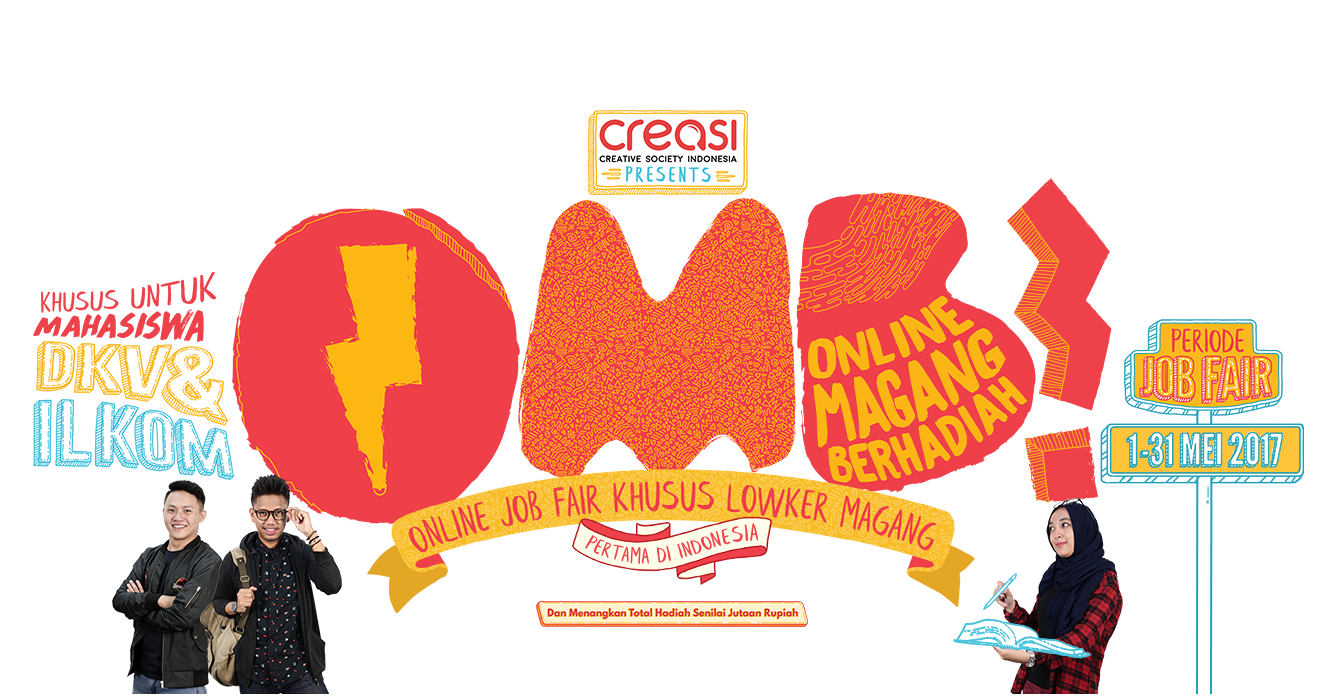 creasi
CREATIVE SOCIETY INDONESIA
PRESENTS
OMB!
ONLINE
MAGANG
BERHADIAH
KHUSUS UNTUK
MAHASISWA
DKV&
ILKOM
PERIODE
JOB FAIR
1-31 MEI 2017
ONLINE JOB FAIR KHUSUS LOWKER MAGANG
PERTAMA DI INDONESIA
Dan Menangkan Total Hadiah Senilai Jutaan Rupiah